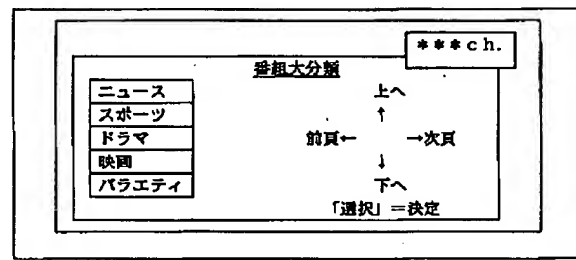 ***ch.
番組大分類
ニュース
スポーツ
ドラマ
映画
バラエティ
上へ
↑
前頁← →次頁
↓
下へ
「選択」=決定